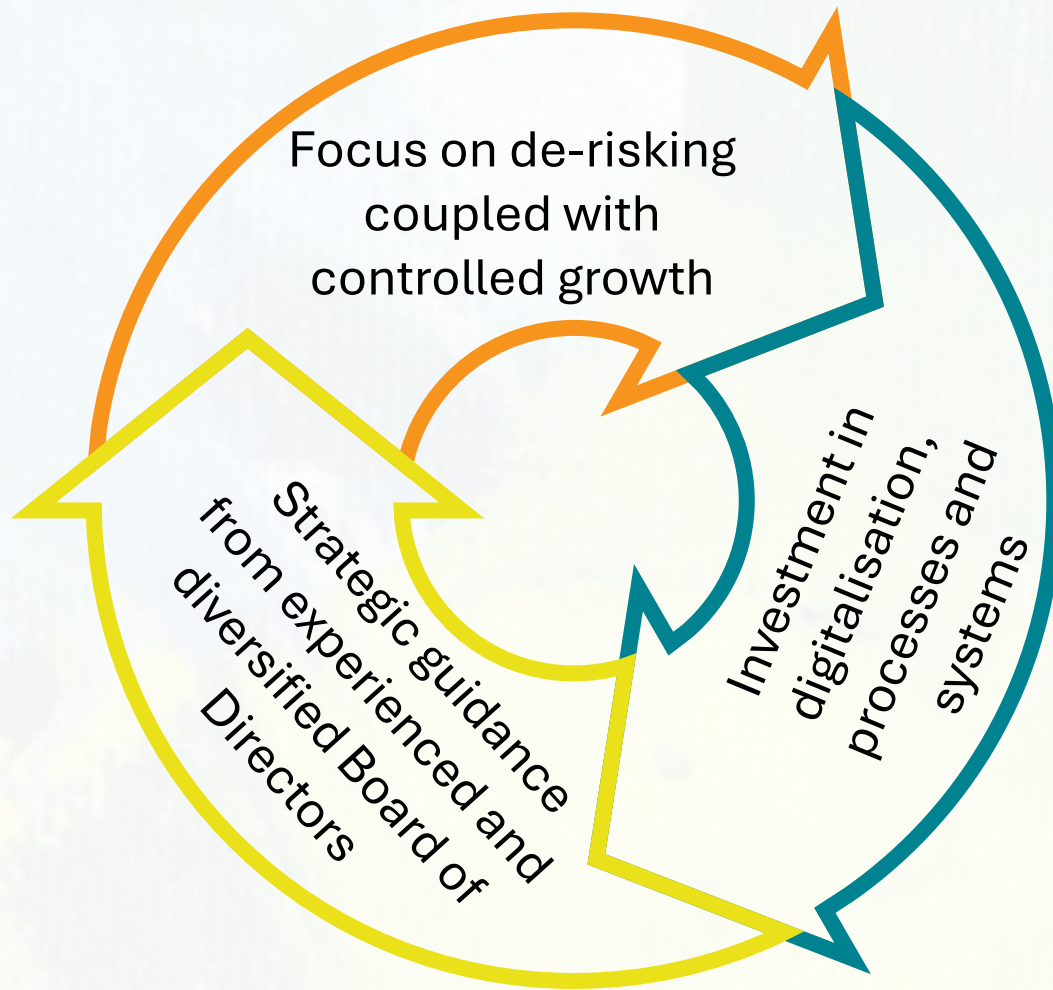 Focus on de-risking
coupled with
controlled growth
Investment in
digitalisation,
processes and
systems
Strategic guidance
from experienced and
diversified Board of
Directors